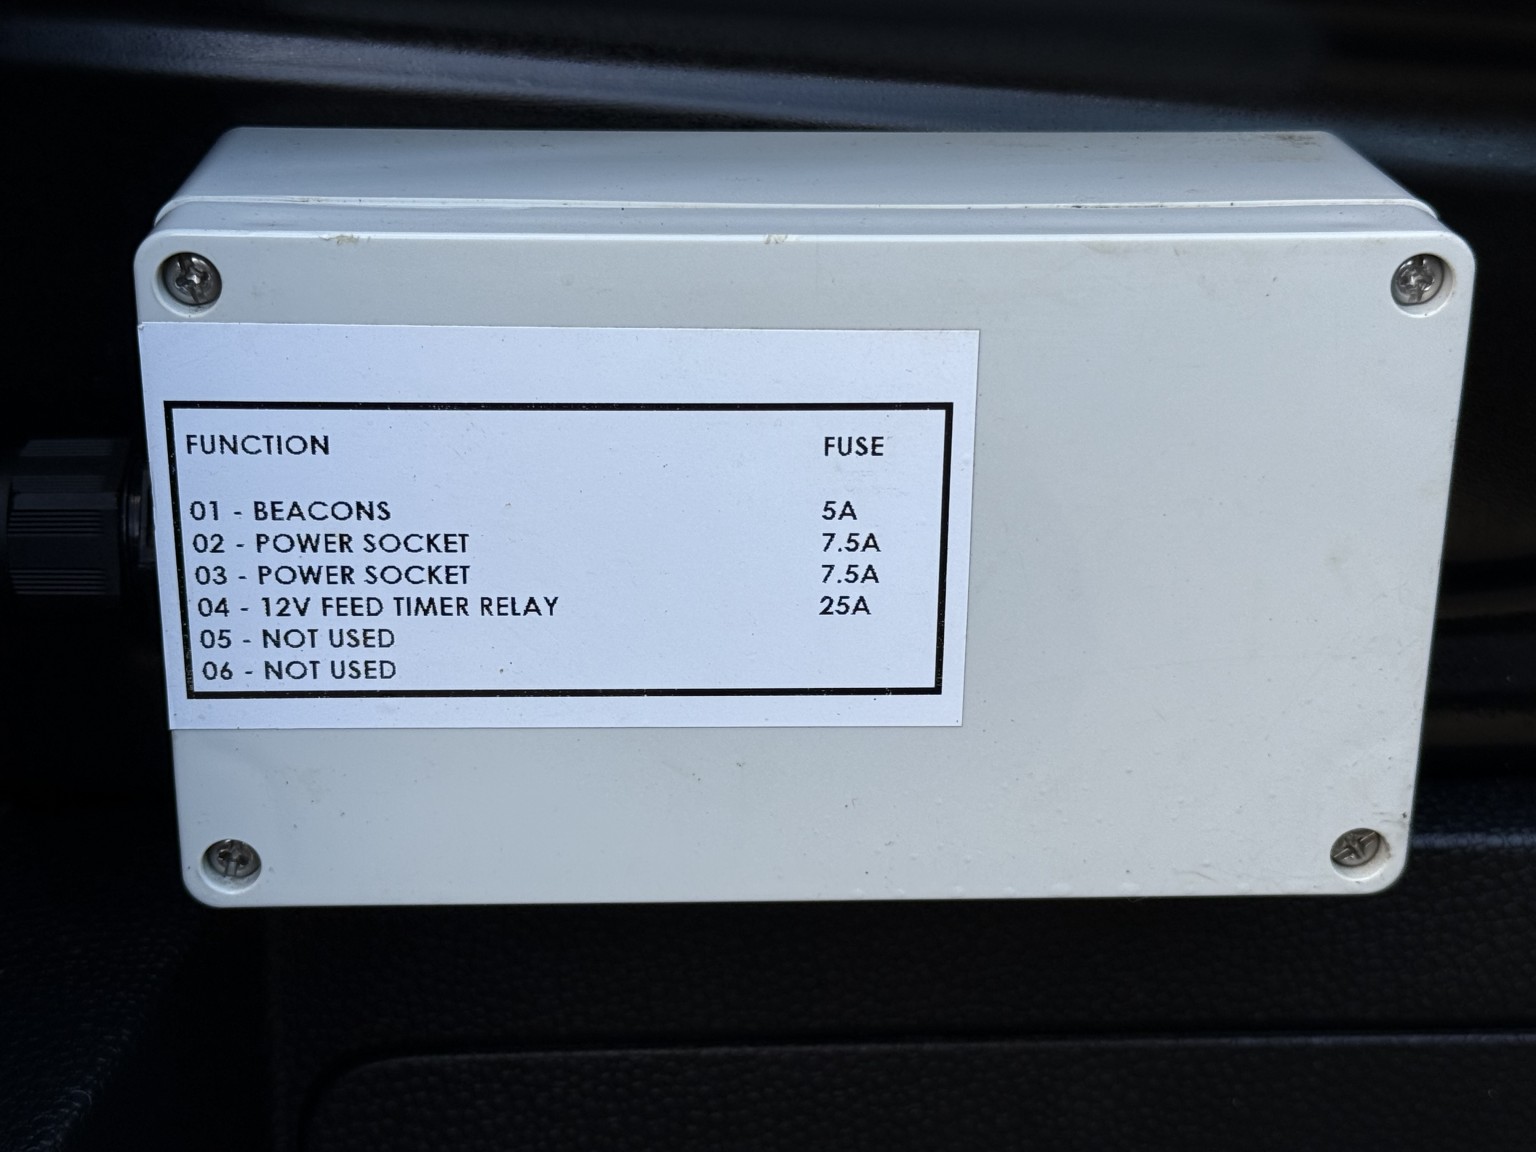 FUNCTION FUSE
01 - BEACONS 5A
02 - POWER SOCKET 7.5A
03 - POWER SOCKET 7.5A
04 - 12V FEED TIMER RELAY 25A
05 - NOT USED
06 - NOT USED